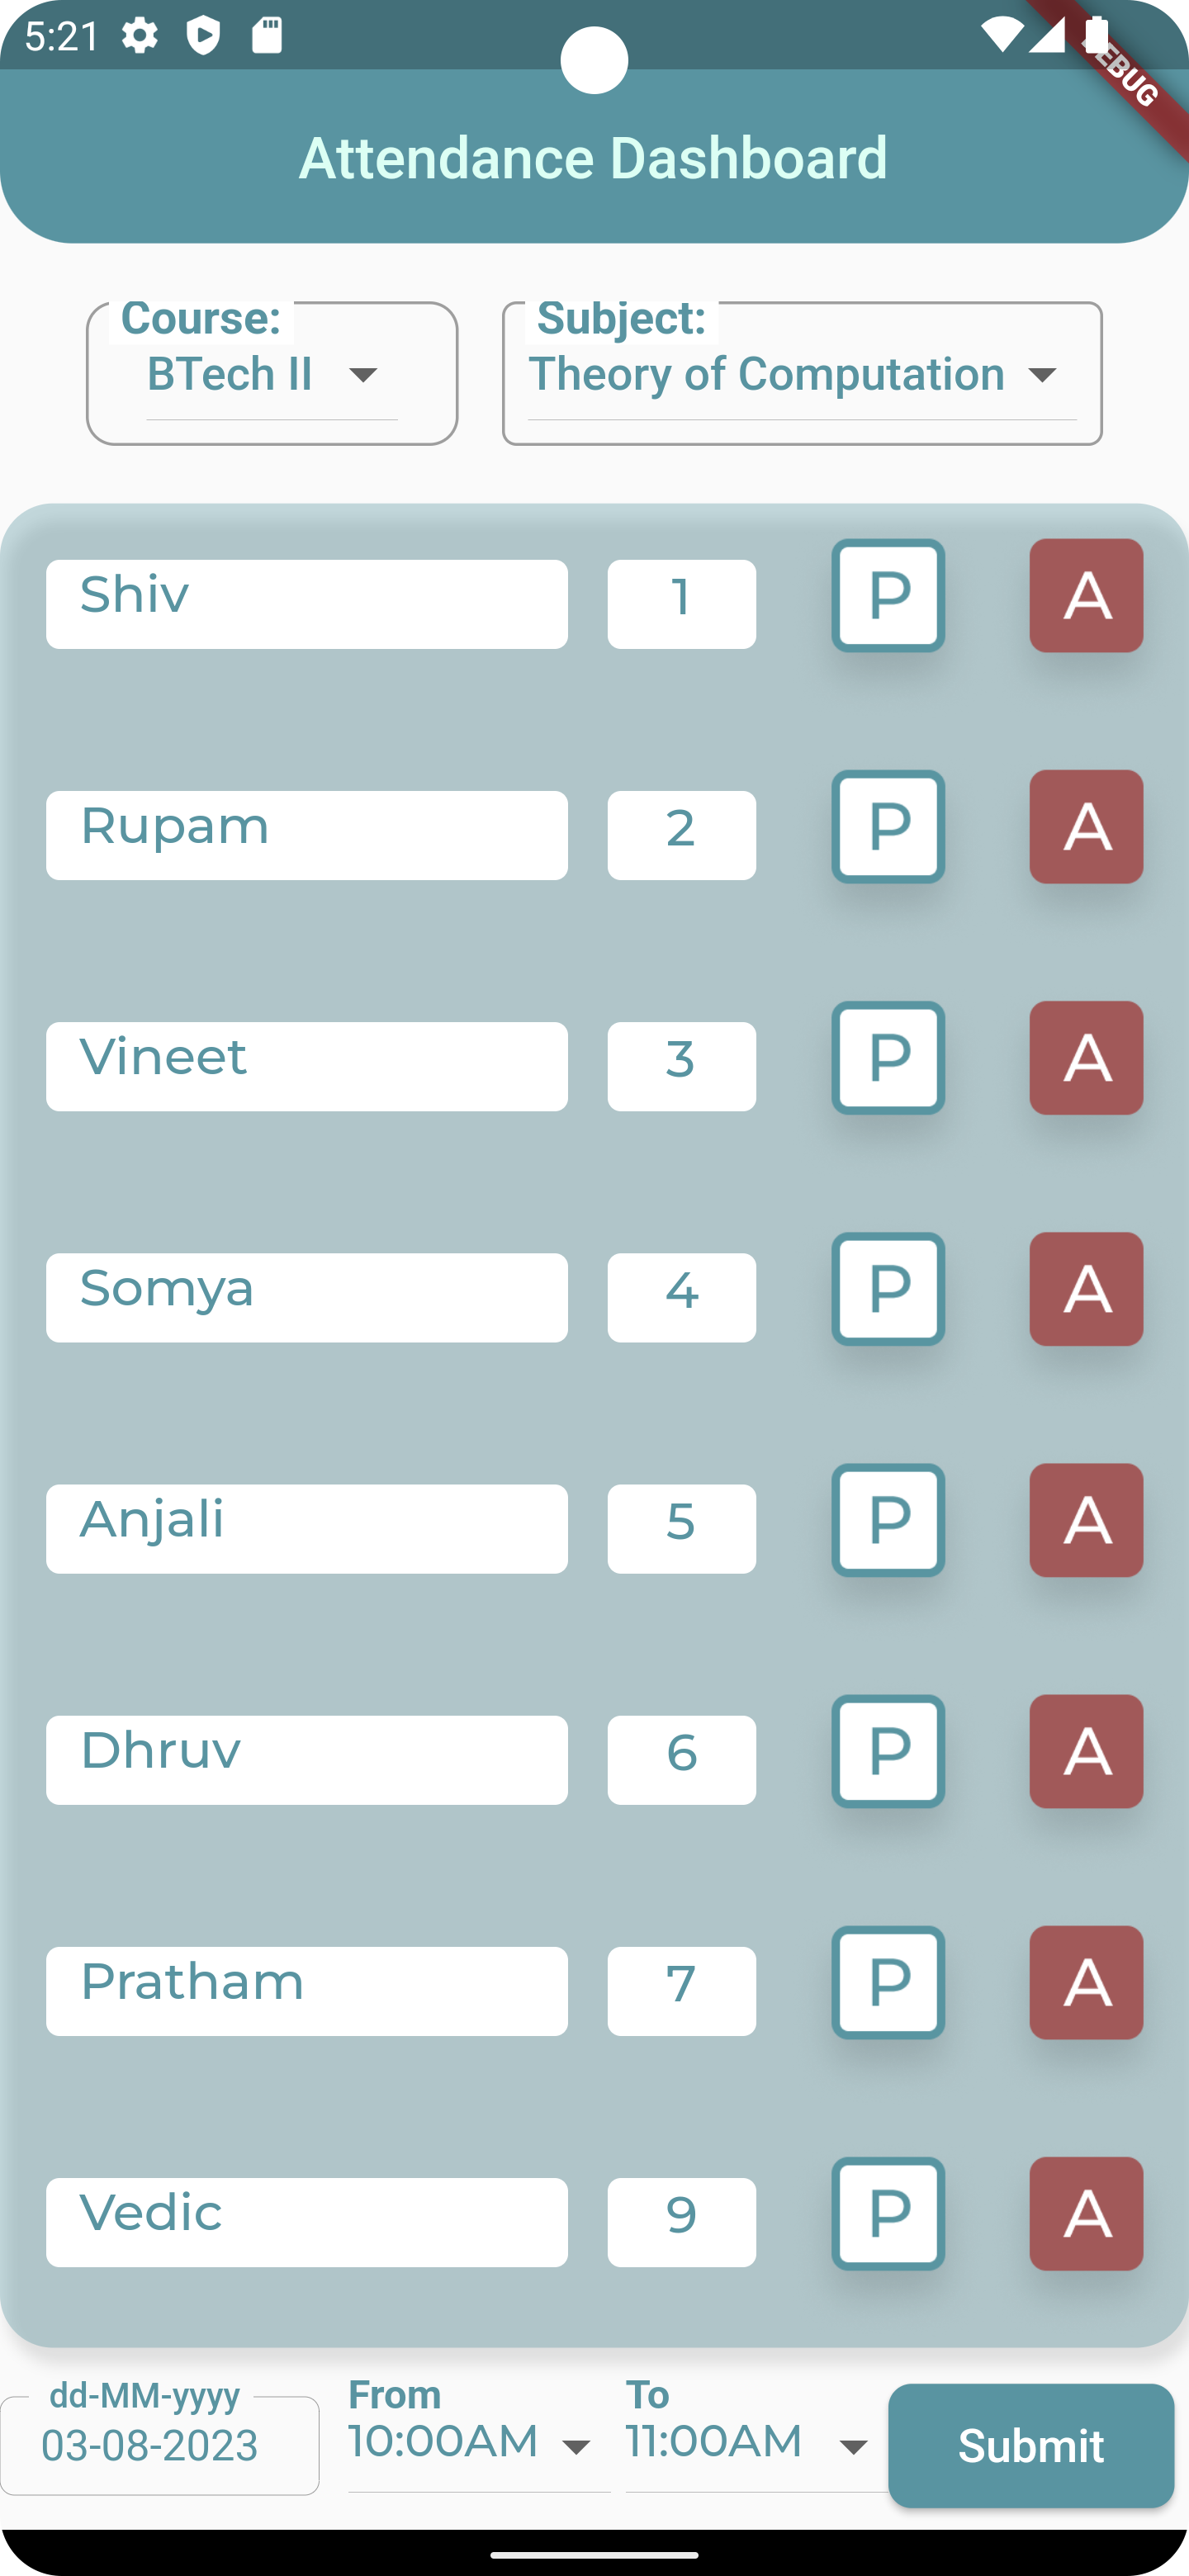 5:21
DEBUG
Attendance Dashboard
Course: Subject:
BTech II Theory of Computation
Shiv 1 P A
Rupam 2 P A
Vineet 3 P A
Somya 4 P A
Anjali 5 P A
Dhruv 6 P A
Pratham 7 P A
Vedic 9 P A
dd-MM-yyyy From To
03-08-2023 10:00AM 11:00AM Submit